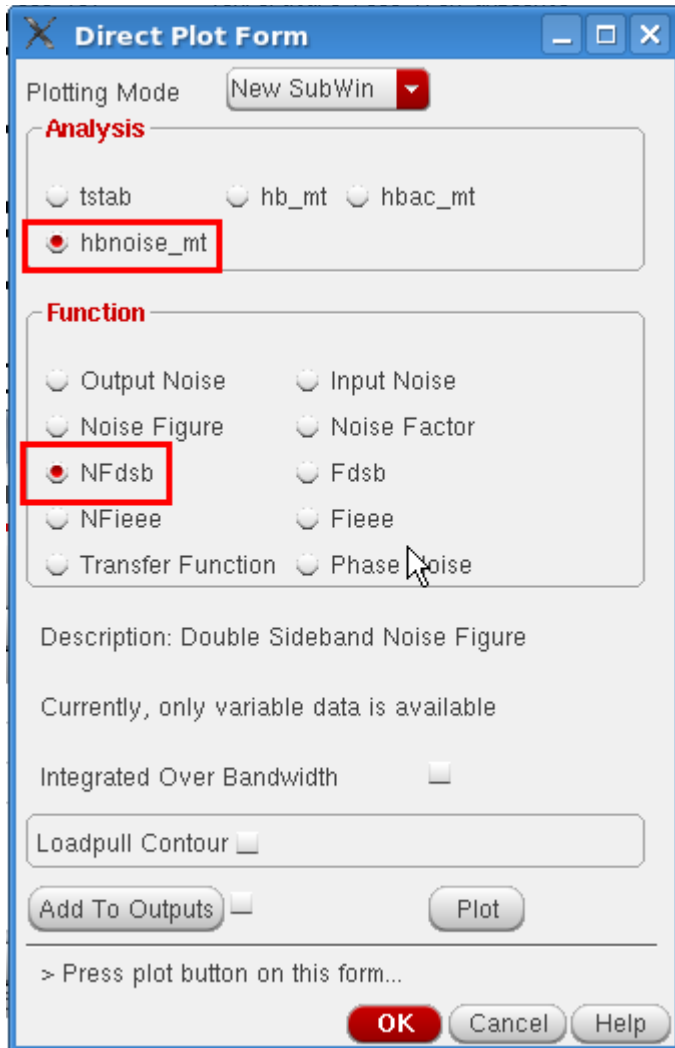 Direct Plot Form
Plotting Mode New SubWin
Analysis
tstab hb_mt hbac_mt
hbnoise_mt
Function
Output Noise Input Noise
Noise Figure Noise Factor
NFdsb Fdsb
NFieee Fieee
Transfer Function Phase Noise
Description: Double Sideband Noise Figure
Currently, only variable data is available
Integrated Over Bandwidth
Loadpull Contour
Add To Outputs Plot
> Press plot button on this form...
OK Cancel Help